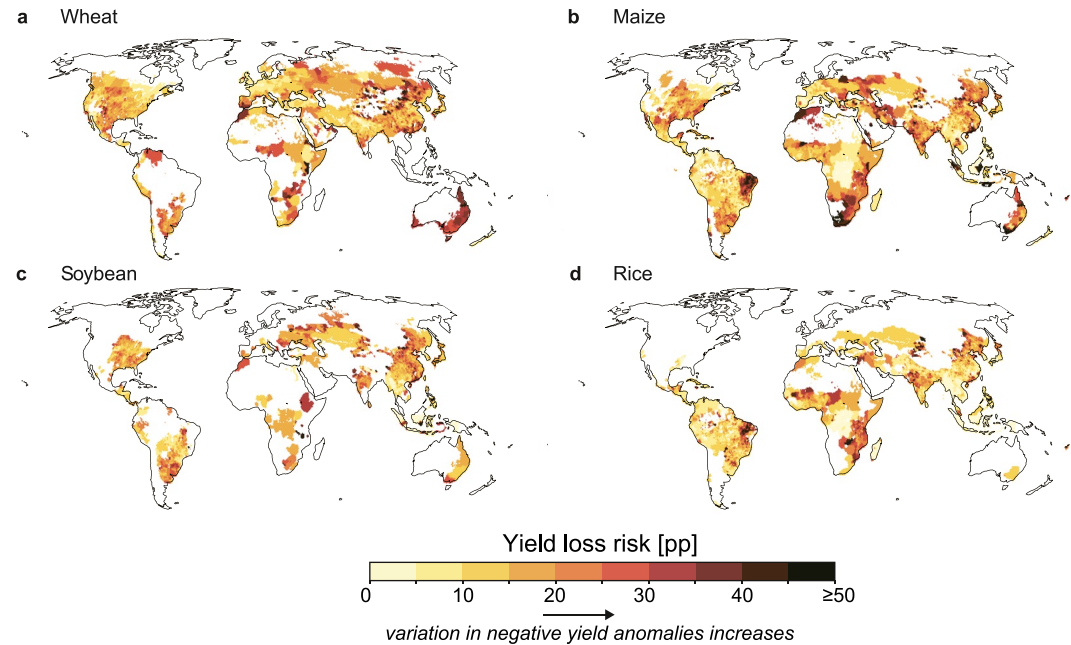 a Wheat
b Maize
c Soybean
d Rice
Yield loss risk [pp]
0 10 20 30 40 ≥50
variation in negative yield anomalies increases